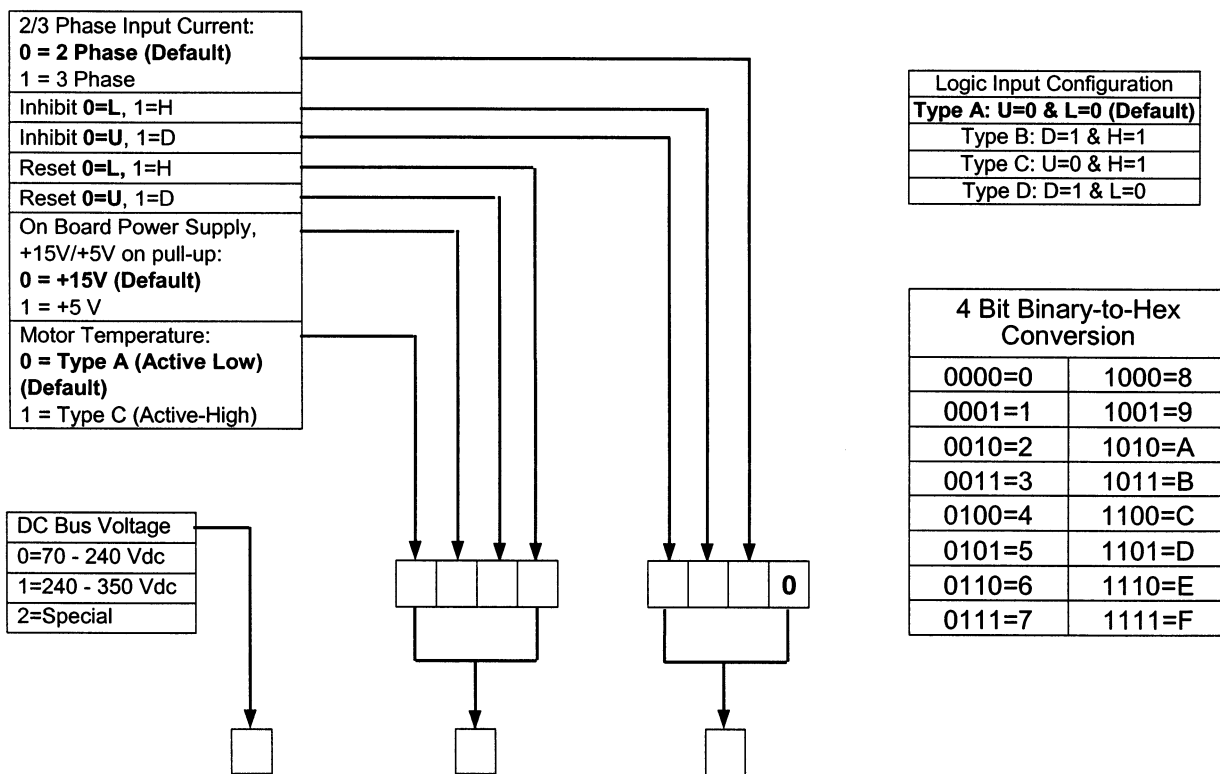 2/3 Phase Input Current:
0 = 2 Phase (Default)
1 = 3 Phase
Inhibit 0=L, 1=H
Inhibit 0=U, 1=D
Reset 0=L, 1=H
Reset 0=U, 1=D
On Board Power Supply,
+15V/+5V on pull-up:
0 = +15V (Default)
1 = +5 V
Motor Temperature:
0 = Type A (Active Low)
(Default)
1 = Type C (Active-High)
Logic Input Configuration
Type A: U=0 & L=0 (Default)
Type B: D=1 & H=1
Type C: U=0 & H=1
Type D: D=1 & L=0
4 Bit Binary-to-Hex
Conversion
0000=0 1000=8
0001=1 1001=9
0010=2 1010=A
0011=3 1011=B
0100=4 1100=C
0101=5 1101=D
0110=6 1110=E
0111=7 1111=F
DC Bus Voltage
0=70 - 240 Vdc
1=240 - 350 Vdc
2=Special
0